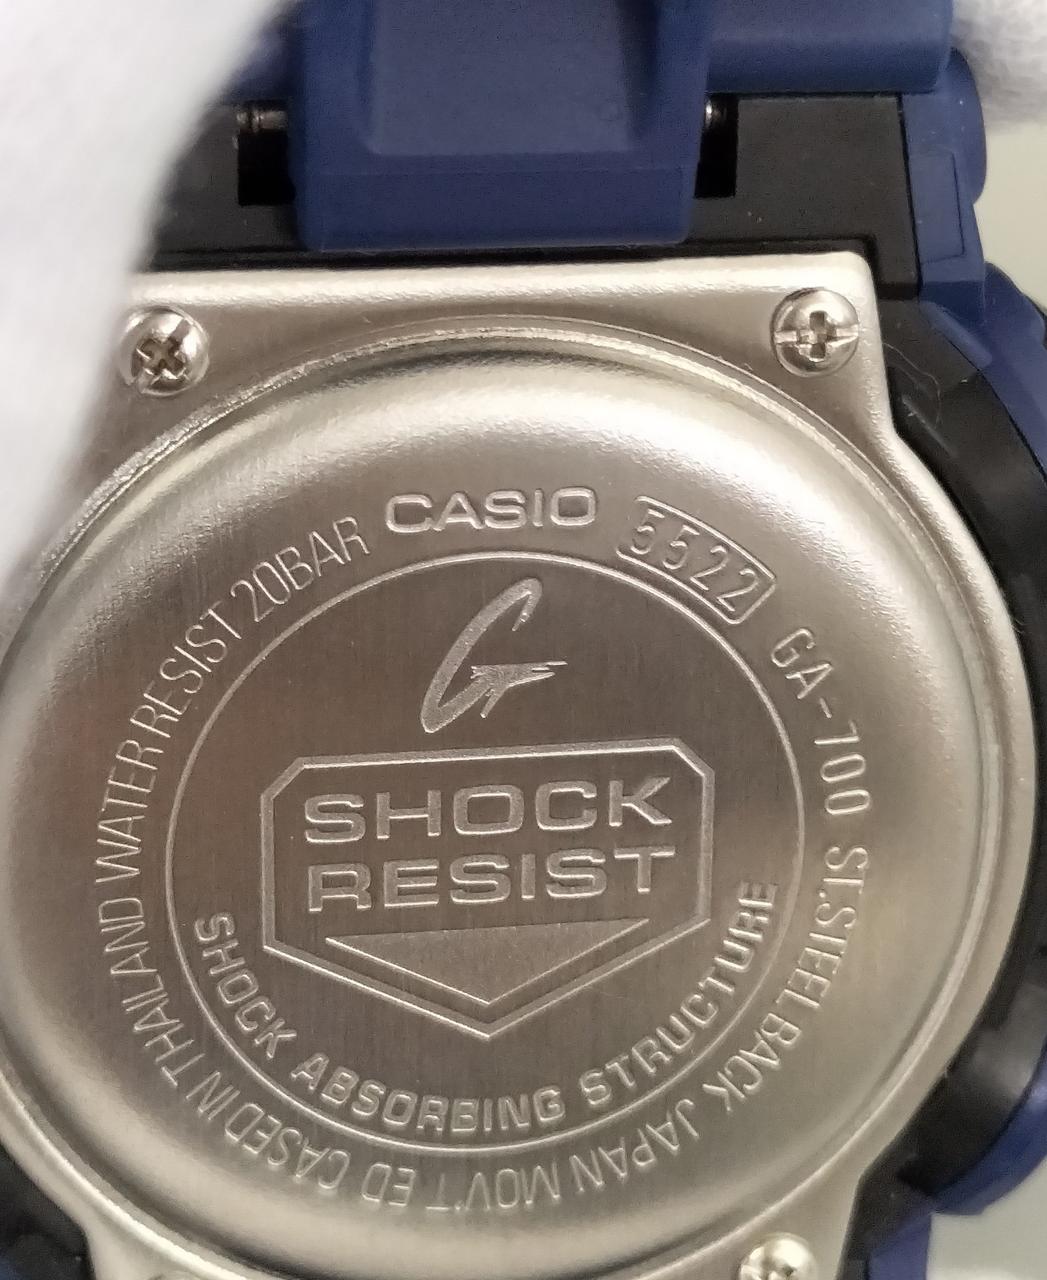 CASIO
5522
GA-700 ST.STEEL BACK JAPAN MOV'T ED CASED IN THAILAND WATER RESIST 20BAR
G
SHOCK
RESIST
SHOCK ABSORBING STRUCTURE